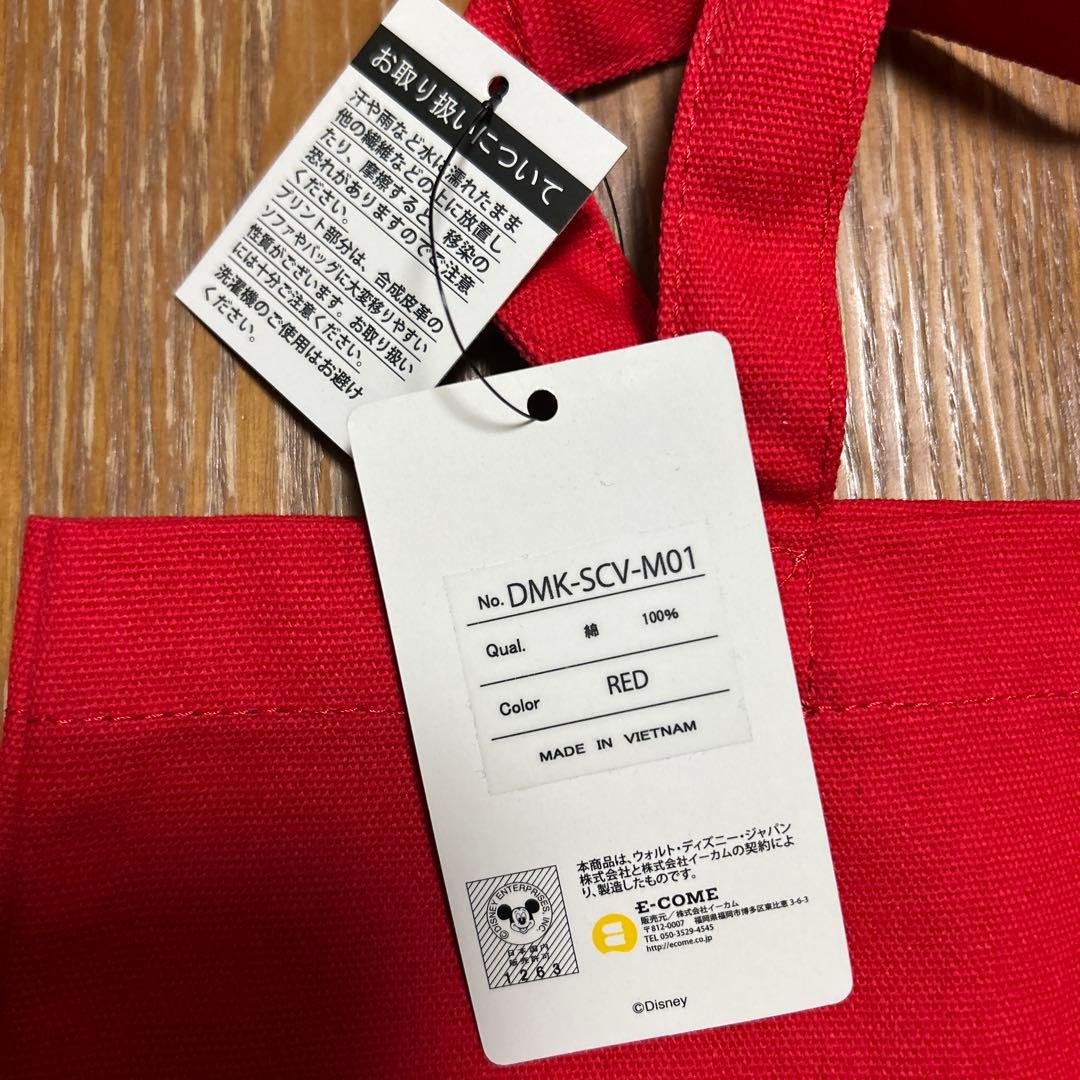 お取り扱いについて
汗や雨など水に濡れたまま
他の繊維などの上に放置し
たり、摩擦すると、移染の
恐れがありますのでご注意
ください。
プリント部分は、合成皮革の
ソファやバッグに大変移りやすい
性質がございます。お取り扱い
には十分ご注意ください。
洗濯機のご使用はお避け
ください。
No. DMK-SCV-M01
Qual. 綿 100%
Color RED
MADE IN VIETNAM
本商品は、ウォルト・ディズニー・ジャパン
株式会社と株式会社イーカムの契約によ
り、製造したものです。
©DISNEY ENTERPRISES, INC.
日本国内
販売許可
1263
E-COME
販売元／株式会社イーカム
〒812-0007 福岡県福岡市博多区東比恵 3-6-3
TEL 050-3529-4545
http://ecome.co.jp
©Disney